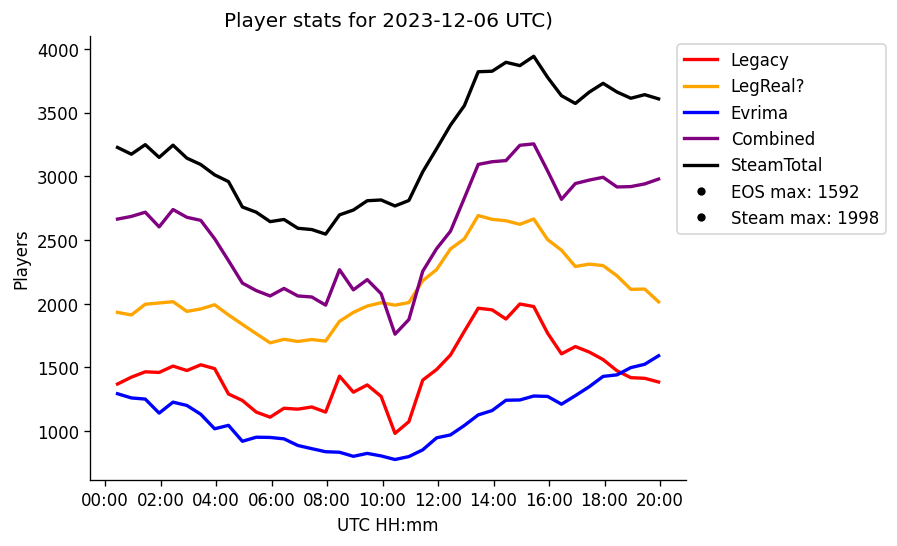 Player stats for 2023-12-06 UTC)
4000
3500
3000
2500
2000
1500
1000
Players
00:00 02:00 04:00 06:00 08:00 10:00 12:00 14:00 16:00 18:00 20:00
UTC HH:mm
Legacy
LegReal?
Evrima
Combined
SteamTotal
EOS max: 1592
Steam max: 1998